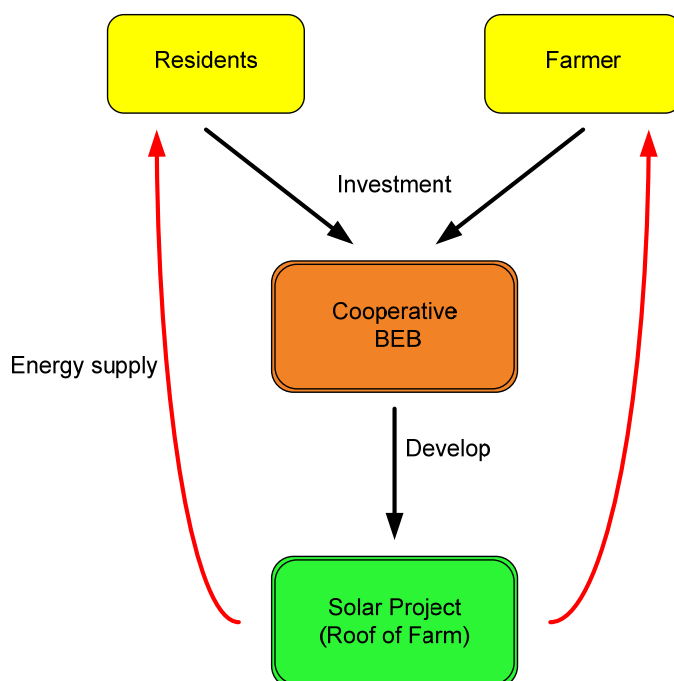 Residents
Farmer
Investment
Cooperative
BEB
Energy supply
Develop
Solar Project
(Roof of Farm)